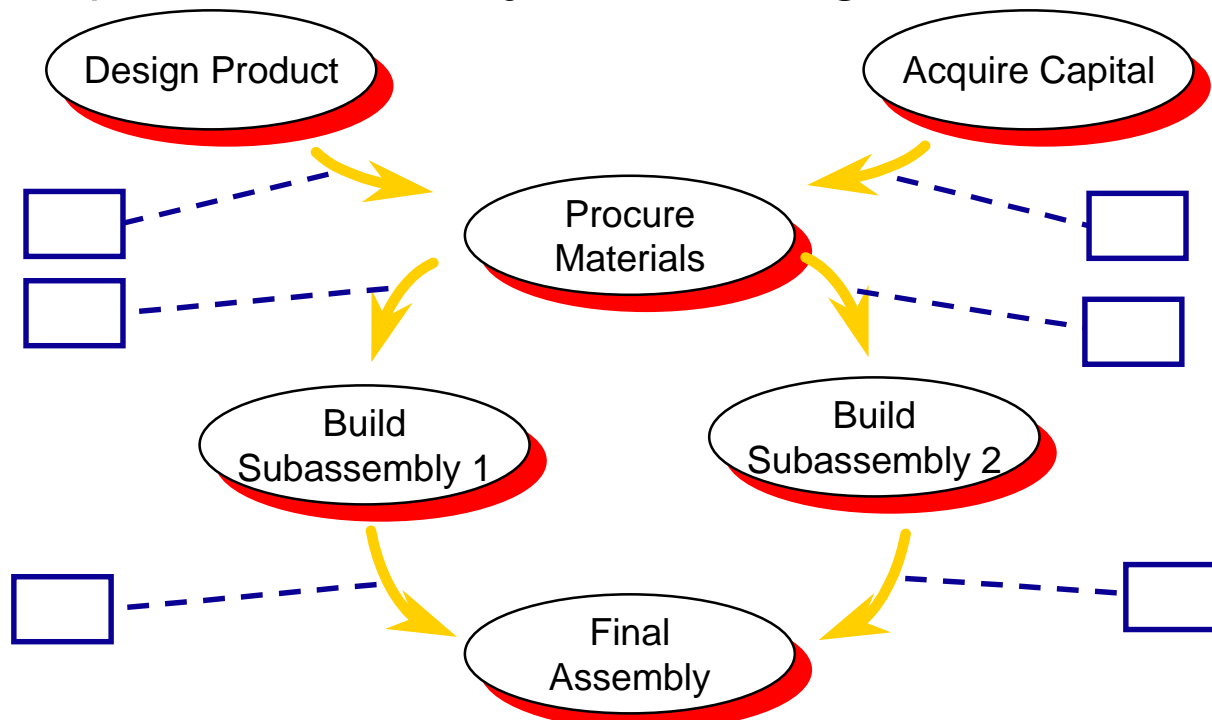 Design Product
Acquire Capital
Procure
Materials
Build
Subassembly 1
Build
Subassembly 2
Final
Assembly